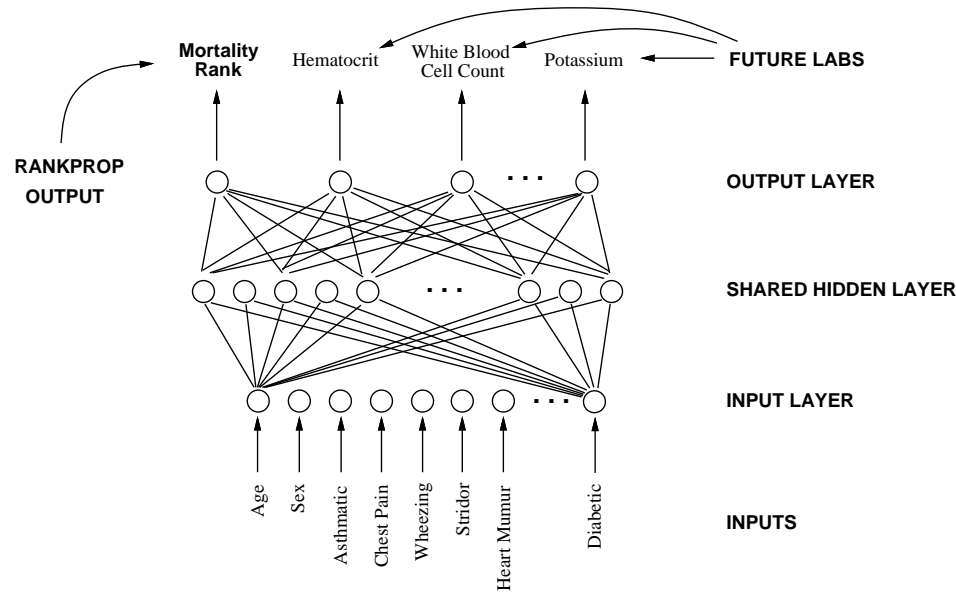 Mortality
Rank
Hematocrit
White Blood
Cell Count
Potassium
FUTURE LABS
RANKPROP
OUTPUT
. . .
OUTPUT LAYER
. . .
SHARED HIDDEN LAYER
. . .
INPUT LAYER
Age
Sex
Asthmatic
Chest Pain
Wheezing
Stridor
Heart Mumur
Diabetic
INPUTS